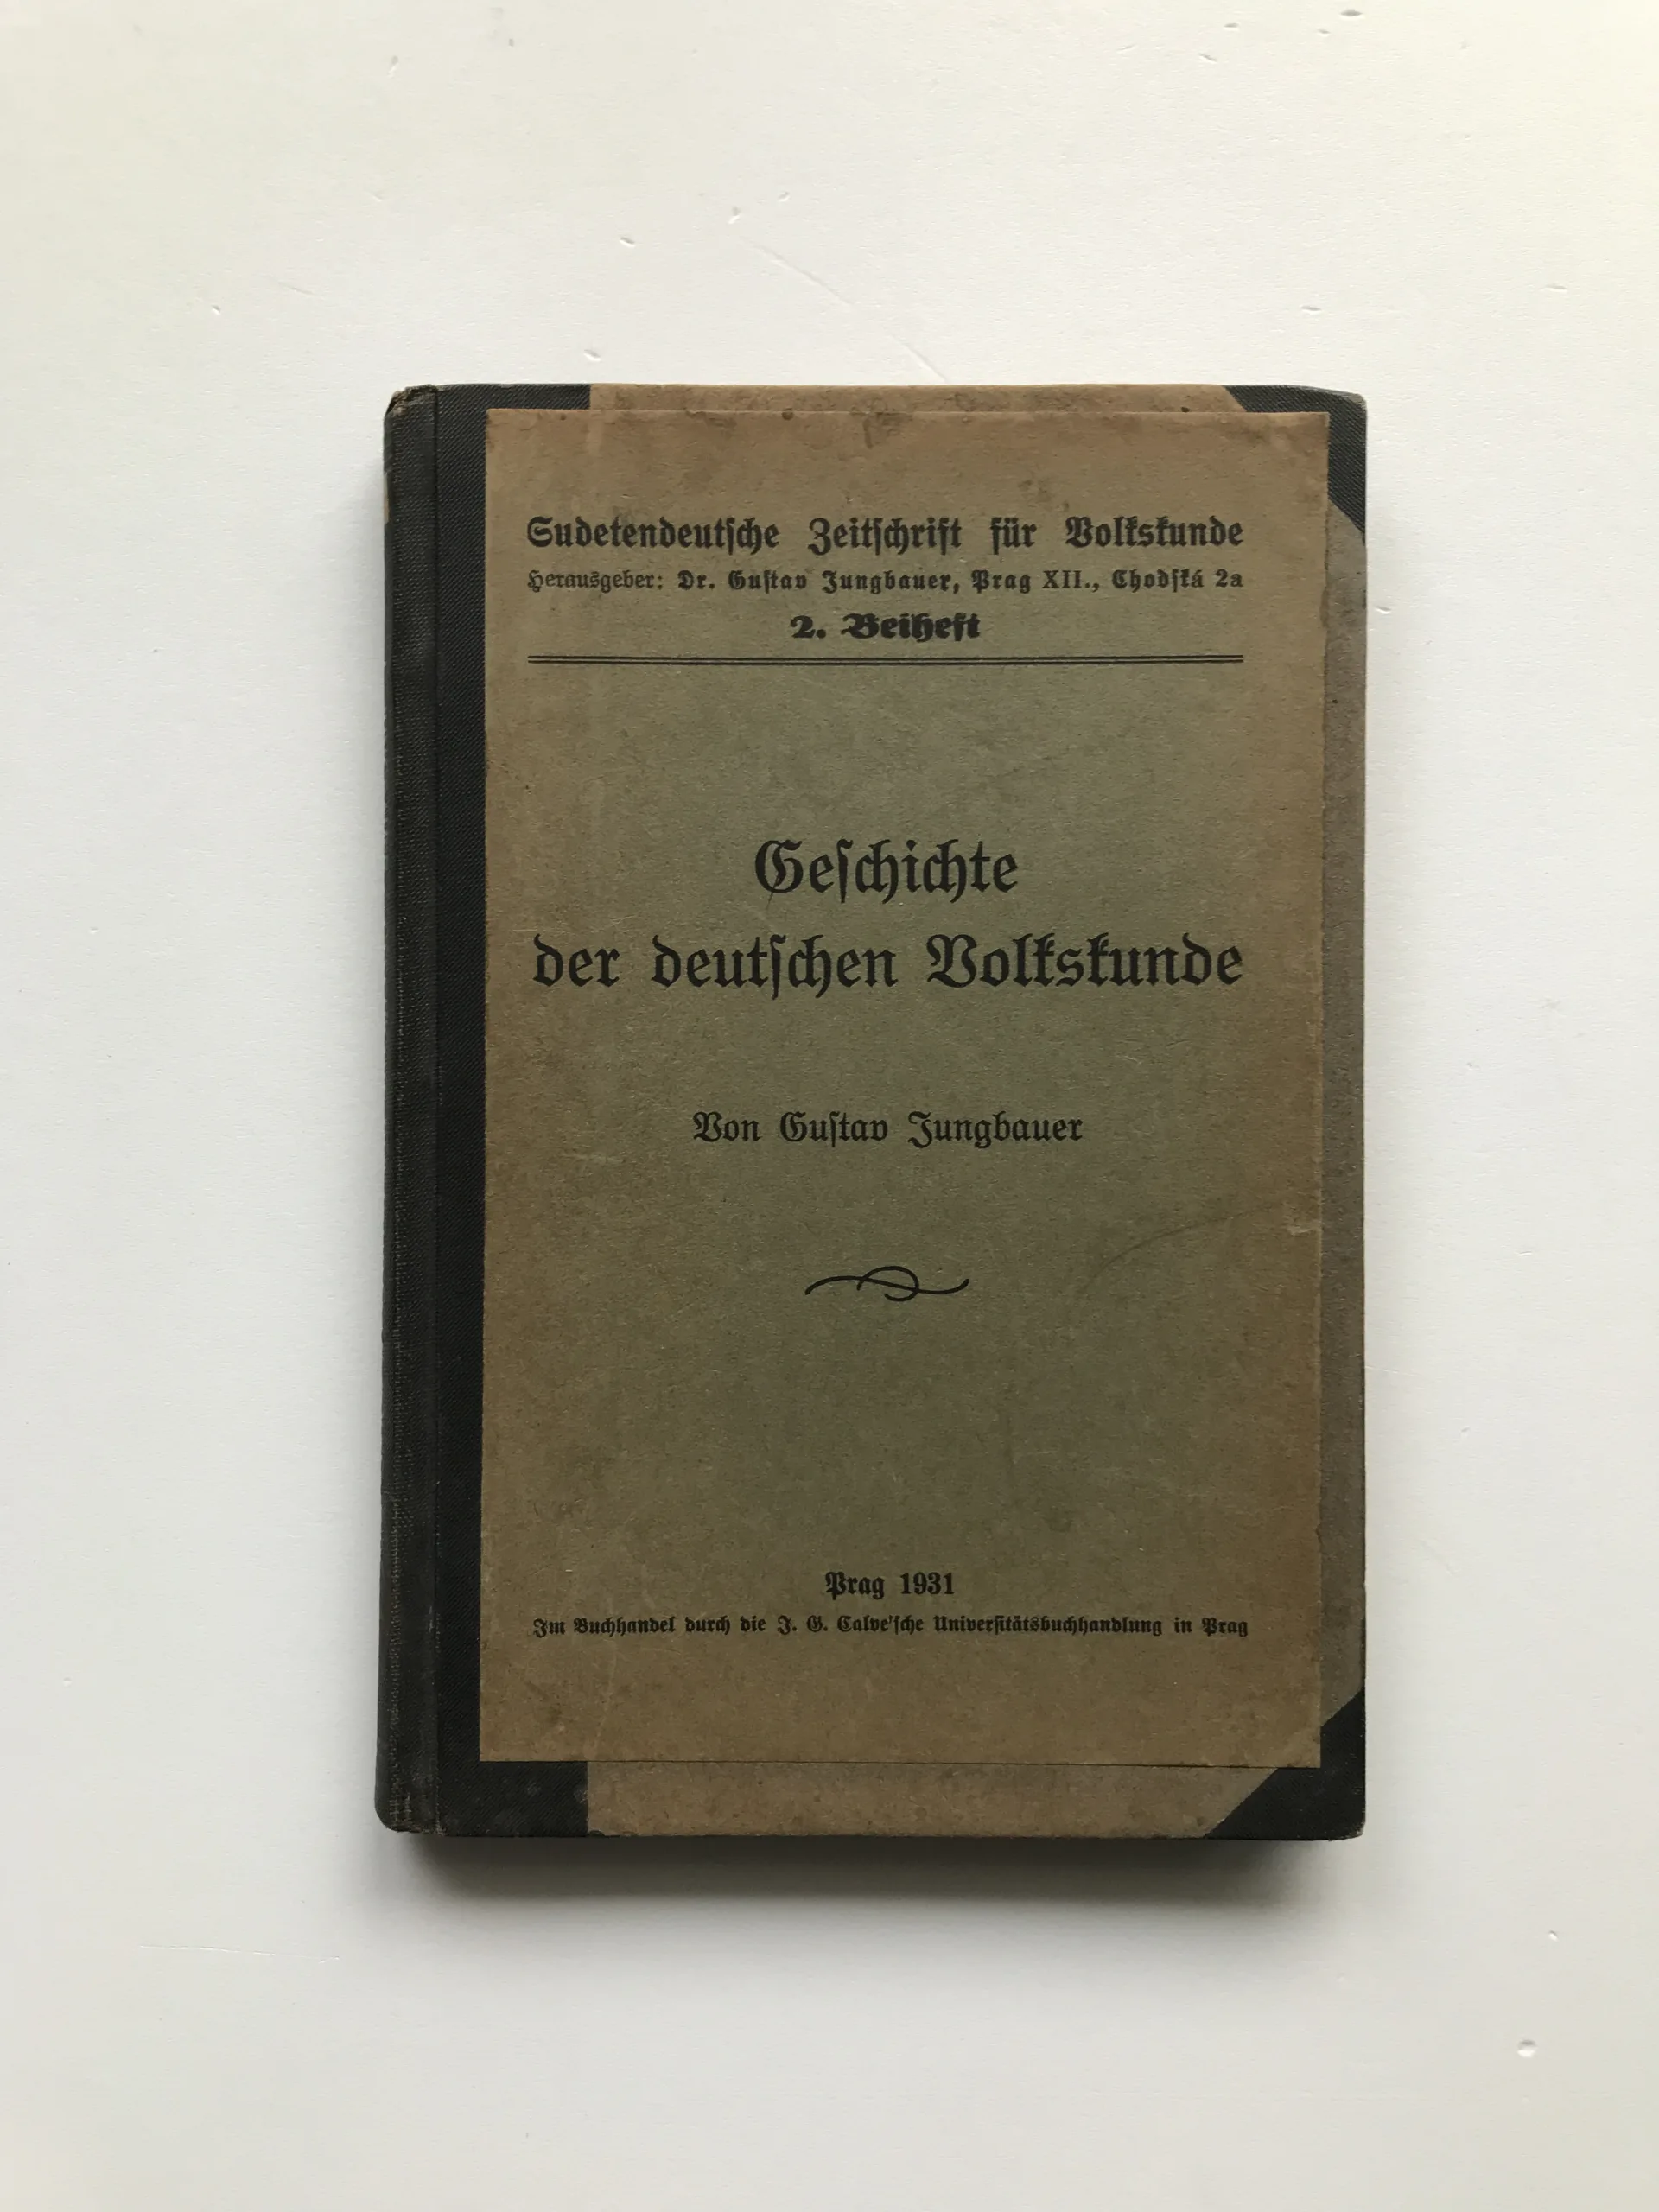 Sudetendeutſche Zeitſchrift für Volkskunde
Herausgeber: Dr. Guſtav Jungbauer, Prag XII., Chodſká 2a
2. Beiheft
Geſchichte
der deutſchen Volkskunde
Von Guſtav Jungbauer
Prag 1931
Im Buchhandel durch die J. G. Calve'ſche Univerſitätsbuchhandlung in Prag